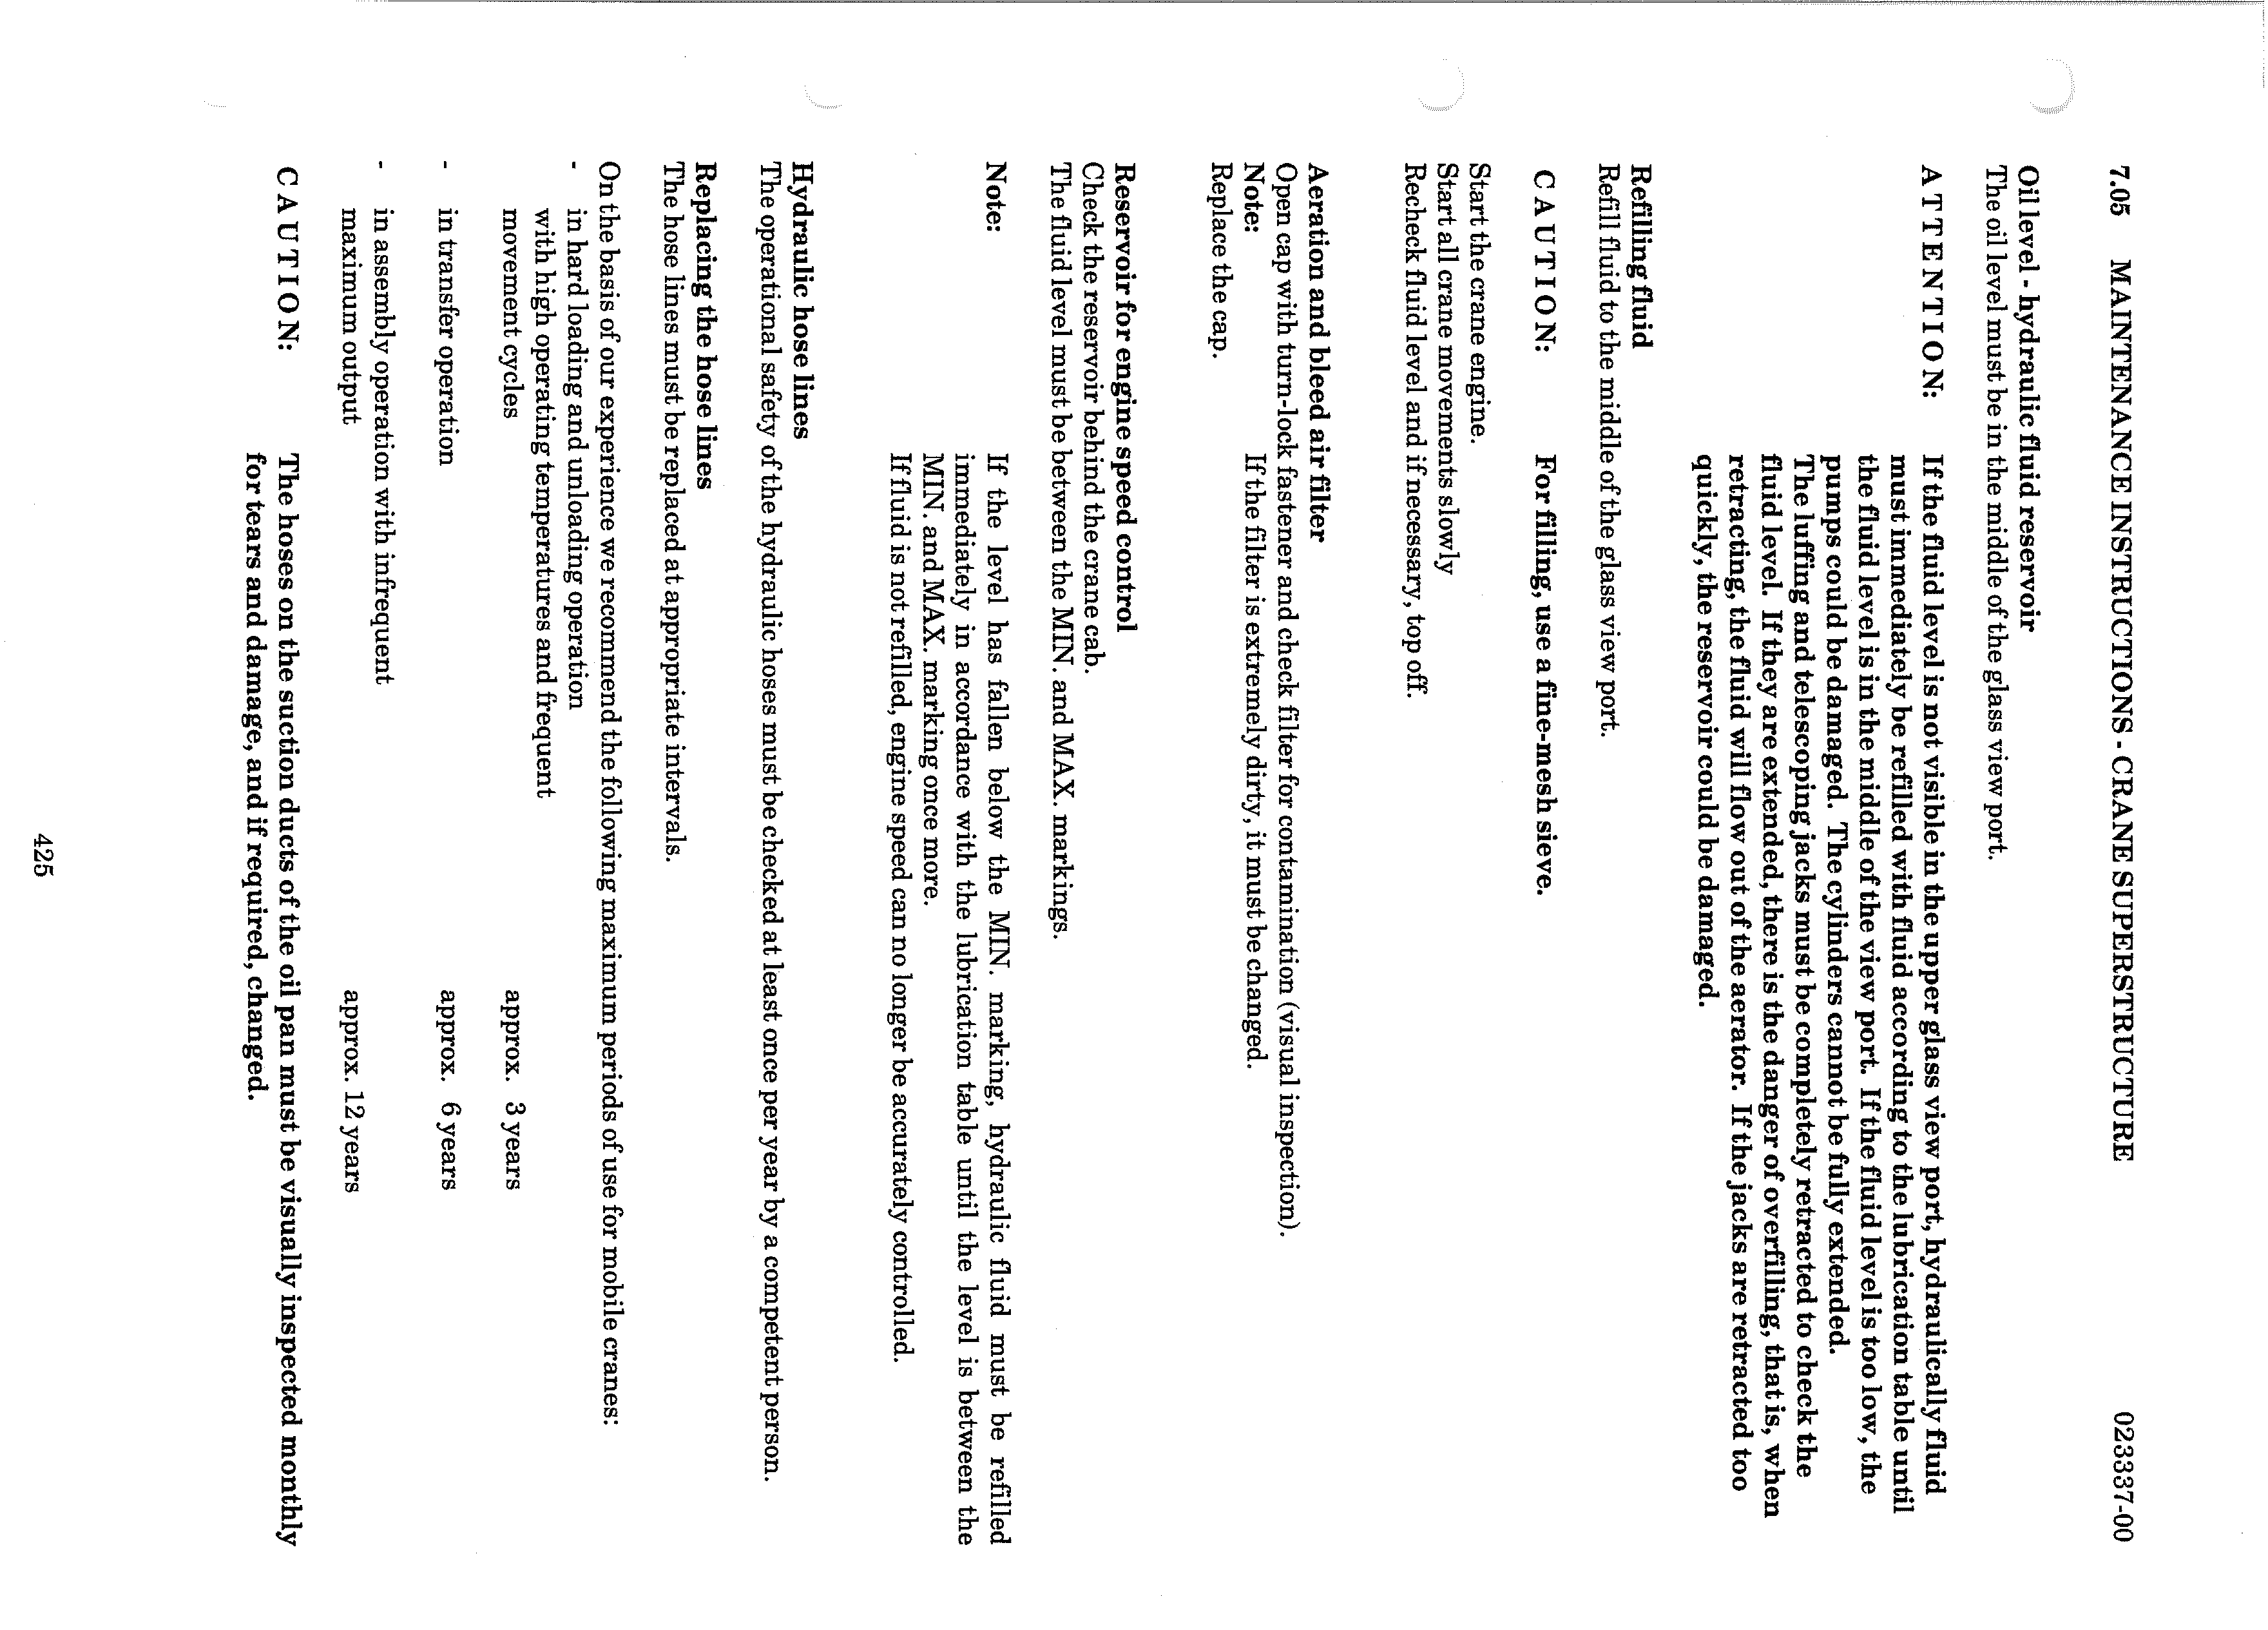 7.05 MAINTENANCE INSTRUCTIONS - CRANE SUPERSTRUCTURE 023337-00
Oil level - hydraulic fluid reservoir
The oil level must be in the middle of the glass view port.
ATTENTION: If the fluid level is not visible in the upper glass view port, hydraulically fluid
must immediately be refilled with fluid according to the lubrication table until
the fluid level is in the middle of the view port. If the fluid level is too low, the
pumps could be damaged. The cylinders cannot be fully extended.
The luffing and telescoping jacks must be completely retracted to check the
fluid level. If they are extended, there is the danger of overfilling, that is, when
retracting, the fluid will flow out of the aerator. If the jacks are retracted too
quickly, the reservoir could be damaged.
Refilling fluid
Refill fluid to the middle of the glass view port.
CAUTION: For filling, use a fine-mesh sieve.
Start the crane engine.
Start all crane movements slowly
Recheck fluid level and if necessary, top off.
Aeration and bleed air filter
Open cap with turn-lock fastener and check filter for contamination (visual inspection).
Note: If the filter is extremely dirty, it must be changed.
Replace the cap.
Reservoir for engine speed control
Check the reservoir behind the crane cab.
The fluid level must be between the MIN. and MAX. markings.
Note: If the level has fallen below the MIN. marking, hydraulic fluid must be refilled
immediately in accordance with the lubrication table until the level is between the
MIN. and MAX. marking once more.
If fluid is not refilled, engine speed can no longer be accurately controlled.
Hydraulic hose lines
The operational safety of the hydraulic hoses must be checked at least once per year by a competent person.
Replacing the hose lines
The hose lines must be replaced at appropriate intervals.
On the basis of our experience we recommend the following maximum periods of use for mobile cranes:
- in hard loading and unloading operation
with high operating temperatures and frequent
movement cycles approx. 3 years
- in transfer operation approx. 6 years
- in assembly operation with infrequent
maximum output approx. 12 years
CAUTION: The hoses on the suction ducts of the oil pan must be visually inspected monthly
for tears and damage, and if required, changed.
425